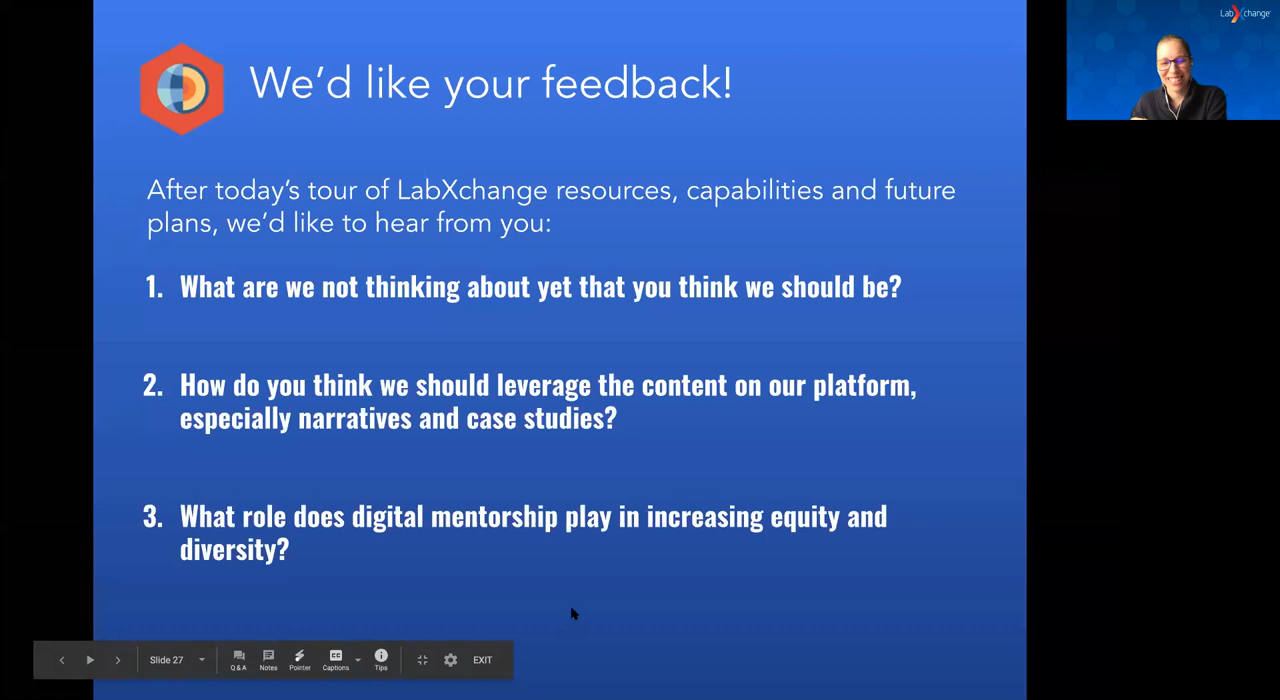 LabXchange
We'd like your feedback!
After today's tour of LabXchange resources, capabilities and future
plans, we'd like to hear from you:
1. What are we not thinking about yet that you think we should be?
2. How do you think we should leverage the content on our platform,
especially narratives and case studies?
3. What role does digital mentorship play in increasing equity and
diversity?
Slide 27
Q&A
Notes
Pointer
CC
Captions
Tips
EXIT